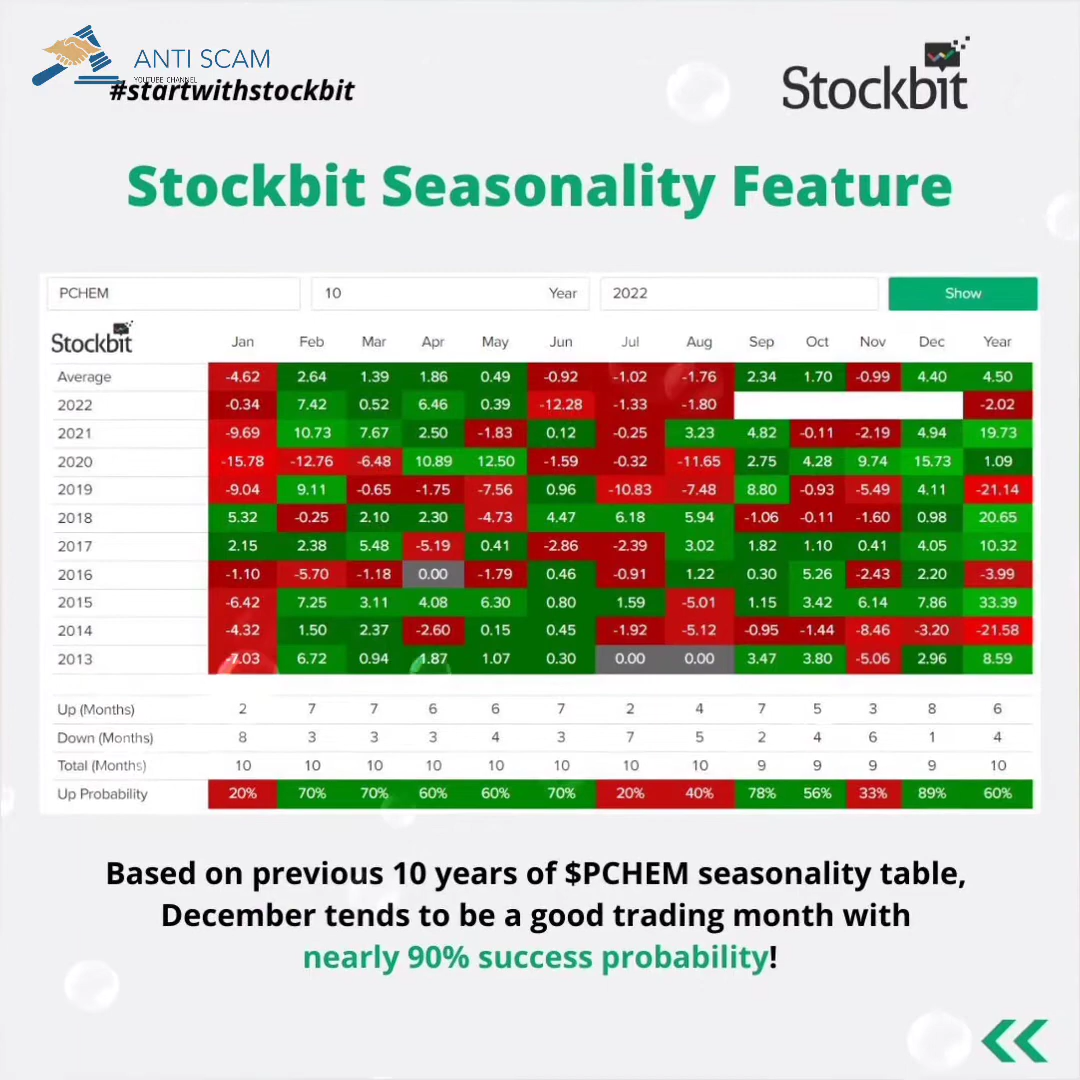 ANTI SCAM
YOUTUBE CHANNEL
#startwithstockbit
Stockbit
Stockbit Seasonality Feature
PCHEM 10 Year 2022 Show
Stockbit Jan Feb Mar Apr May Jun Jul Aug Sep Oct Nov Dec Year
Average -4.62 2.64 1.39 1.86 0.49 -0.92 -1.02 -1.76 2.34 1.70 -0.99 4.40 4.50
2022 -0.34 7.42 0.52 6.46 0.39 -12.28 -1.33 -1.80 -2.02
2021 -9.69 10.73 7.67 2.50 -1.83 0.12 -0.25 3.23 4.82 -0.11 -2.19 4.94 19.73
2020 -15.78 -12.76 -6.48 10.89 12.50 -1.59 -0.32 -11.65 2.75 4.28 9.74 15.73 1.09
2019 -9.04 9.11 -0.65 -1.75 -7.56 0.96 -10.83 -7.48 8.80 -0.93 -5.49 4.11 -21.14
2018 5.32 -0.25 2.10 2.30 -4.73 4.47 6.18 5.94 -1.06 -0.11 -1.60 0.98 20.65
2017 2.15 2.38 5.48 -5.19 0.41 -2.86 -2.39 3.02 1.82 1.10 0.41 4.05 10.32
2016 -1.10 -5.70 -1.18 0.00 -1.79 0.46 -0.91 1.22 0.30 5.26 -2.43 2.20 -3.99
2015 -6.42 7.25 3.11 4.08 6.30 0.80 1.59 -5.01 1.15 3.42 6.14 7.86 33.39
2014 -4.32 1.50 2.37 -2.60 0.15 0.45 -1.92 -5.12 -0.95 -1.44 -8.46 -3.20 -21.58
2013 -7.03 6.72 0.94 1.87 1.07 0.30 0.00 0.00 3.47 3.80 -5.06 2.96 8.59
Up (Months) 2 7 7 6 6 7 2 4 7 5 3 8 6
Down (Months) 8 3 3 3 4 3 7 5 2 4 6 1 4
Total (Months) 10 10 10 10 10 10 10 10 9 9 9 9 10
Up Probability 20% 70% 70% 60% 60% 70% 20% 40% 78% 56% 33% 89% 60%
Based on previous 10 years of $PCHEM seasonality table,
December tends to be a good trading month with
nearly 90% success probability!